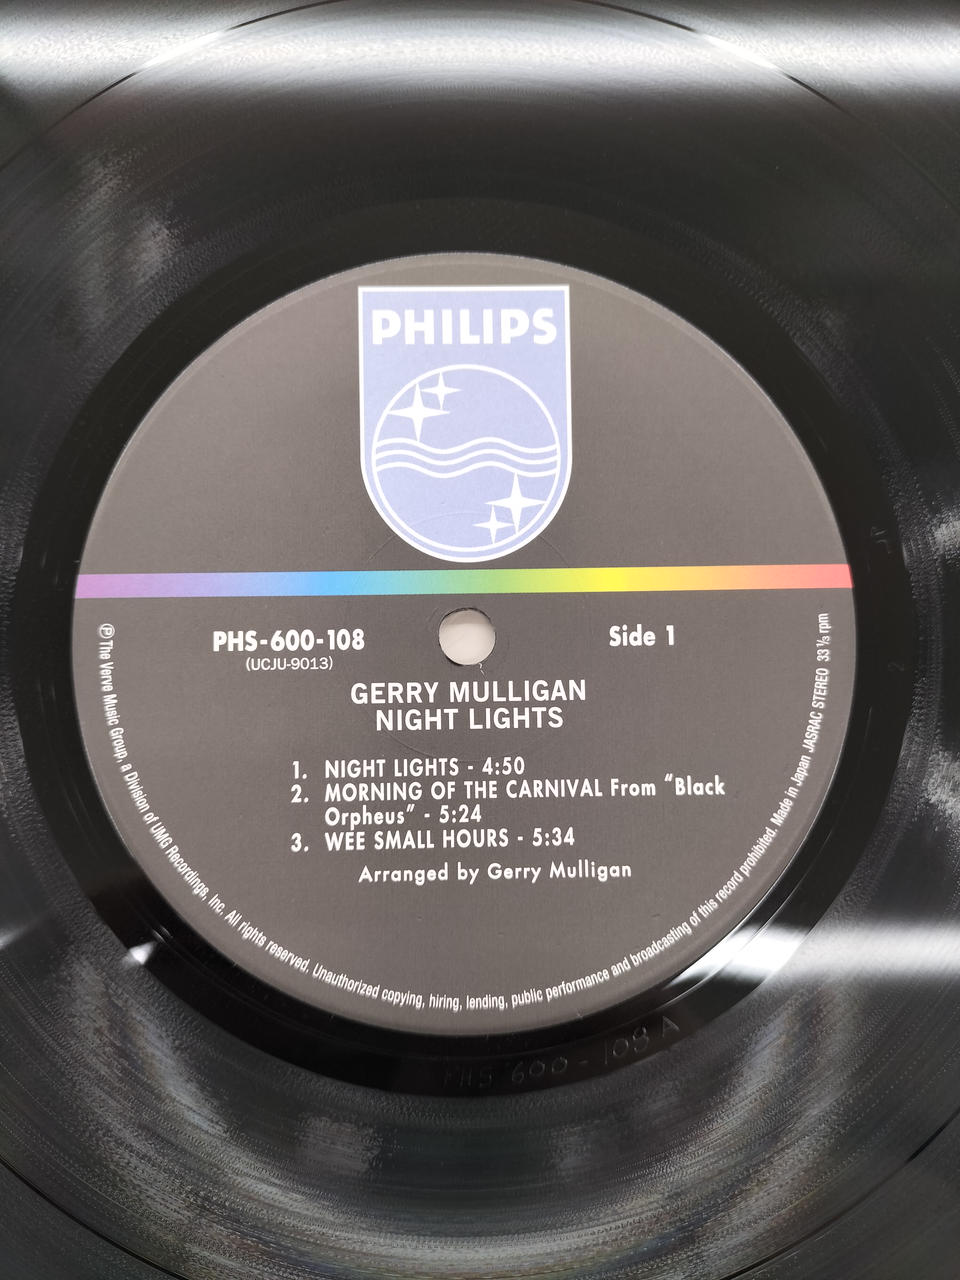 PHILIPS
PHS-600-108
(UCJU-9013)
Side 1
GERRY MULLIGAN
NIGHT LIGHTS
1. NIGHT LIGHTS - 4:50
2. MORNING OF THE CARNIVAL From “Black
Orpheus” - 5:24
3. WEE SMALL HOURS - 5:34
Arranged by Gerry Mulligan
Ⓟ The Verve Music Group, a Division of UMG Recordings, Inc. All rights reserved. Unauthorized copying, hiring, lending, public performance and broadcasting of this record prohibited. Made in Japan JASRAC STEREO 33⅓ rpm
PHS 600-108 A
2